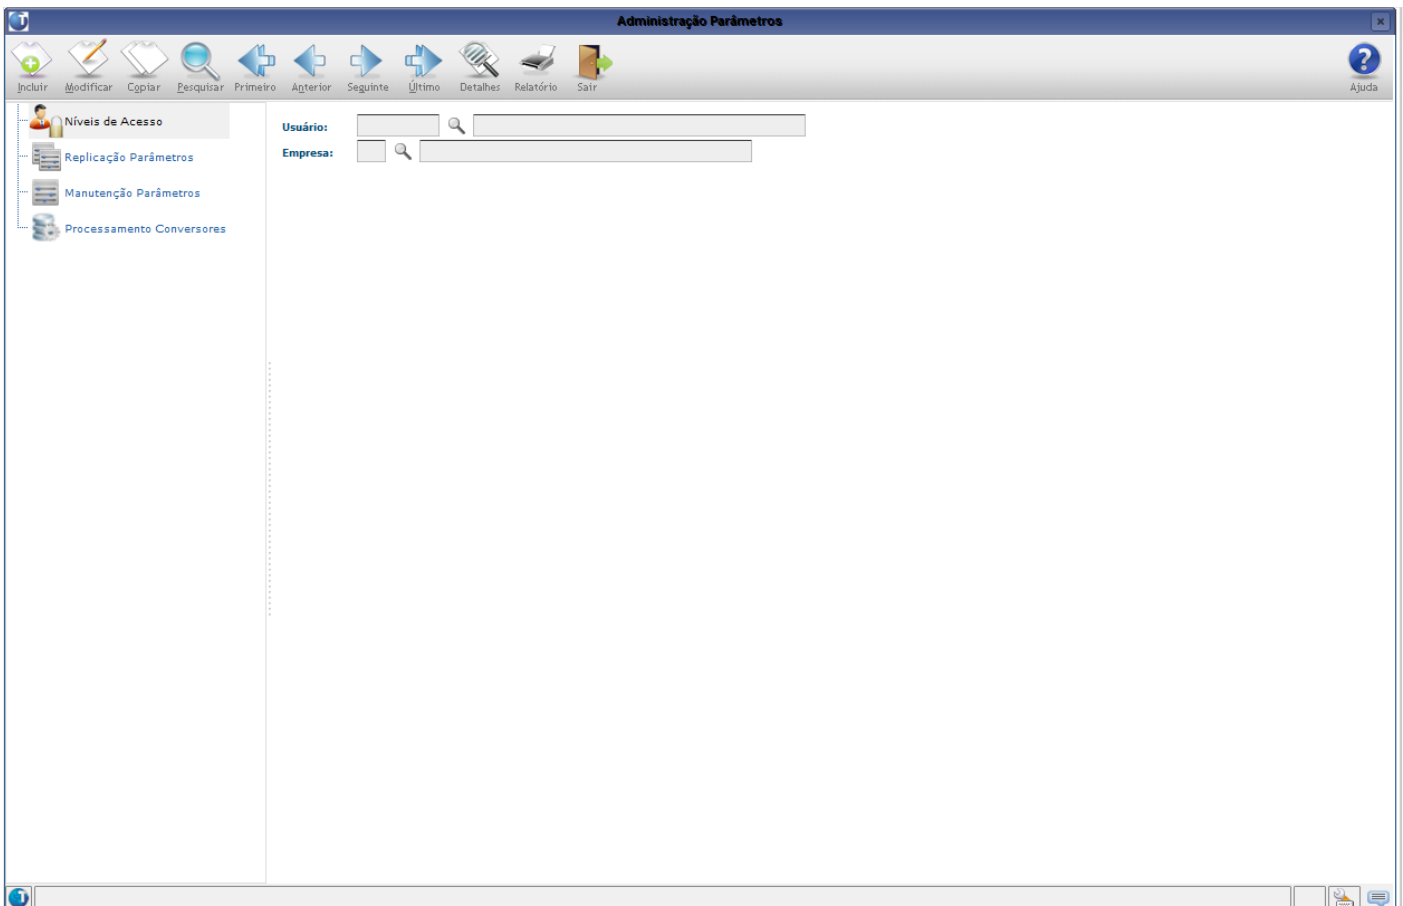 Administração Parâmetros
Incluir Modificar Copiar Pesquisar Primeiro Anterior Seguinte Último Detalhes Relatório Sair Ajuda
Níveis de Acesso
Replicação Parâmetros
Manutenção Parâmetros
Processamento Conversores
Usuário:
Empresa: